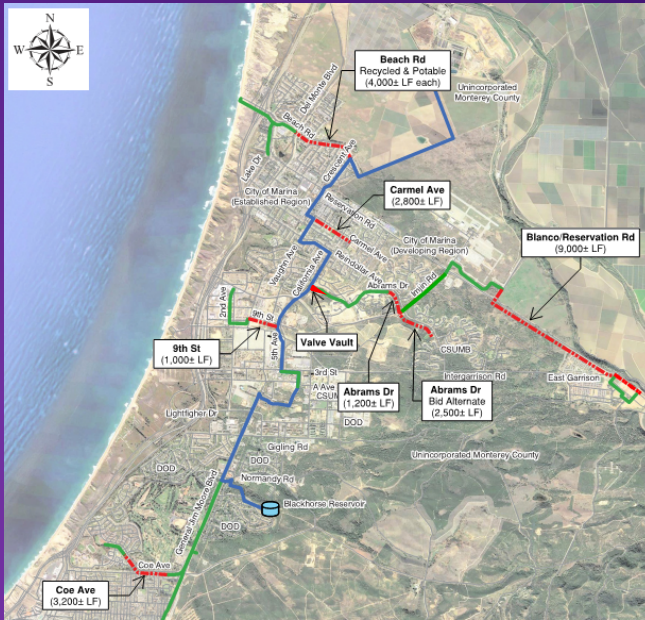 N
W E
S
Beach Rd
Recycled & Potable
(4,000± LF each)
Unincorporated
Monterey County
Del Monte Blvd
Beach Rd
Crescent Ave
Lake Dr
City of Marina
(Established Region)
Reservation Rd
Carmel Ave
(2,800± LF)
Carmel Ave
City of Marina
(Developing Region)
Blanco/Reservation Rd
(9,000± LF)
Vaughn Ave
California Ave
Reindollar Ave
Abrams Dr
Imjin Rd
2nd Ave
9th St
5th Ave
Valve Vault
9th St
(1,000± LF)
CSUMB
3rd St
A Ave
CSU
Intergarrison Rd
East Garrison
Abrams Dr
(1,200± LF)
Abrams Dr
Bid Alternate
(2,500± LF)
Lightfigher Dr
DOD
Gigling Rd
Unincorporated Monterey County
DOD
DOD
Normandy Rd
General Jim Moore Blvd
Blackhorse Reservoir
DOD
Coe Ave
Coe Ave
(3,200± LF)